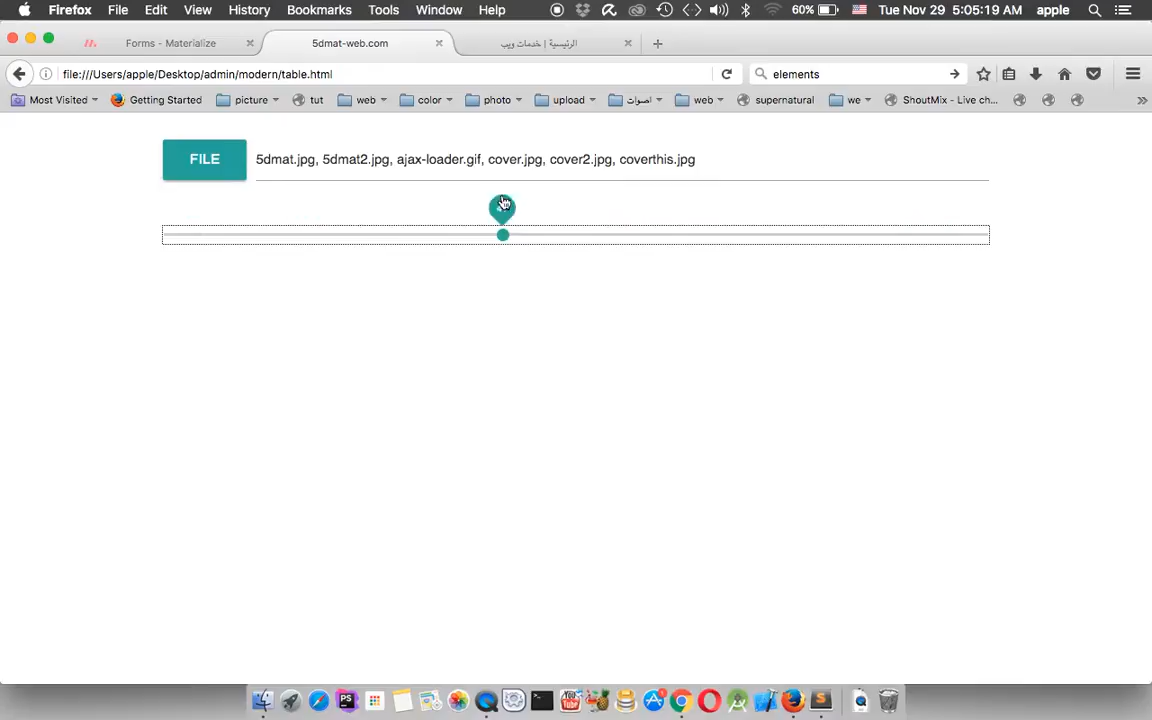 Firefox File Edit View History Bookmarks Tools Window Help 60% Tue Nov 29 5:05:19 AM apple
Forms - Materialize 5dmat-web.com الرئيسية | خدمات ويب
file:///Users/apple/Desktop/admin/modern/table.html elements
Most Visited Getting Started picture tut web color photo upload اصوات web supernatural we ShoutMix - Live ch...
FILE 5dmat.jpg, 5dmat2.jpg, ajax-loader.gif, cover.jpg, cover2.jpg, coverthis.jpg